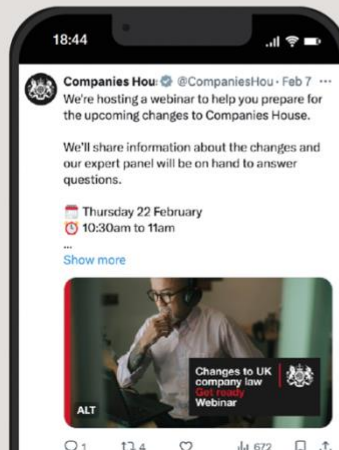 18:44
Companies Hou @CompaniesHou · Feb 7 ...
We're hosting a webinar to help you prepare for
the upcoming changes to Companies House.
We'll share information about the changes and
our expert panel will be on hand to answer
questions.
Thursday 22 February
10:30am to 11am
...
Show more
Changes to UK
company law
Get ready
Webinar
ALT
1 4 672